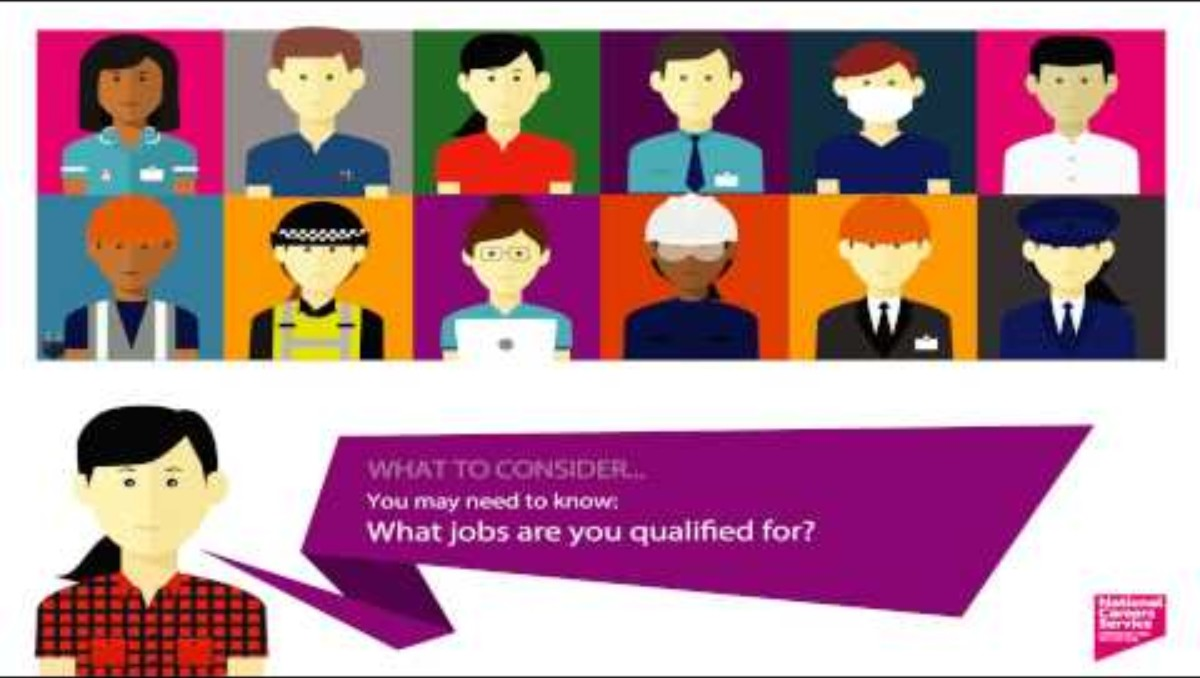 WHAT TO CONSIDER...
You may need to know:
What jobs are you qualified for?
National
Careers
Service